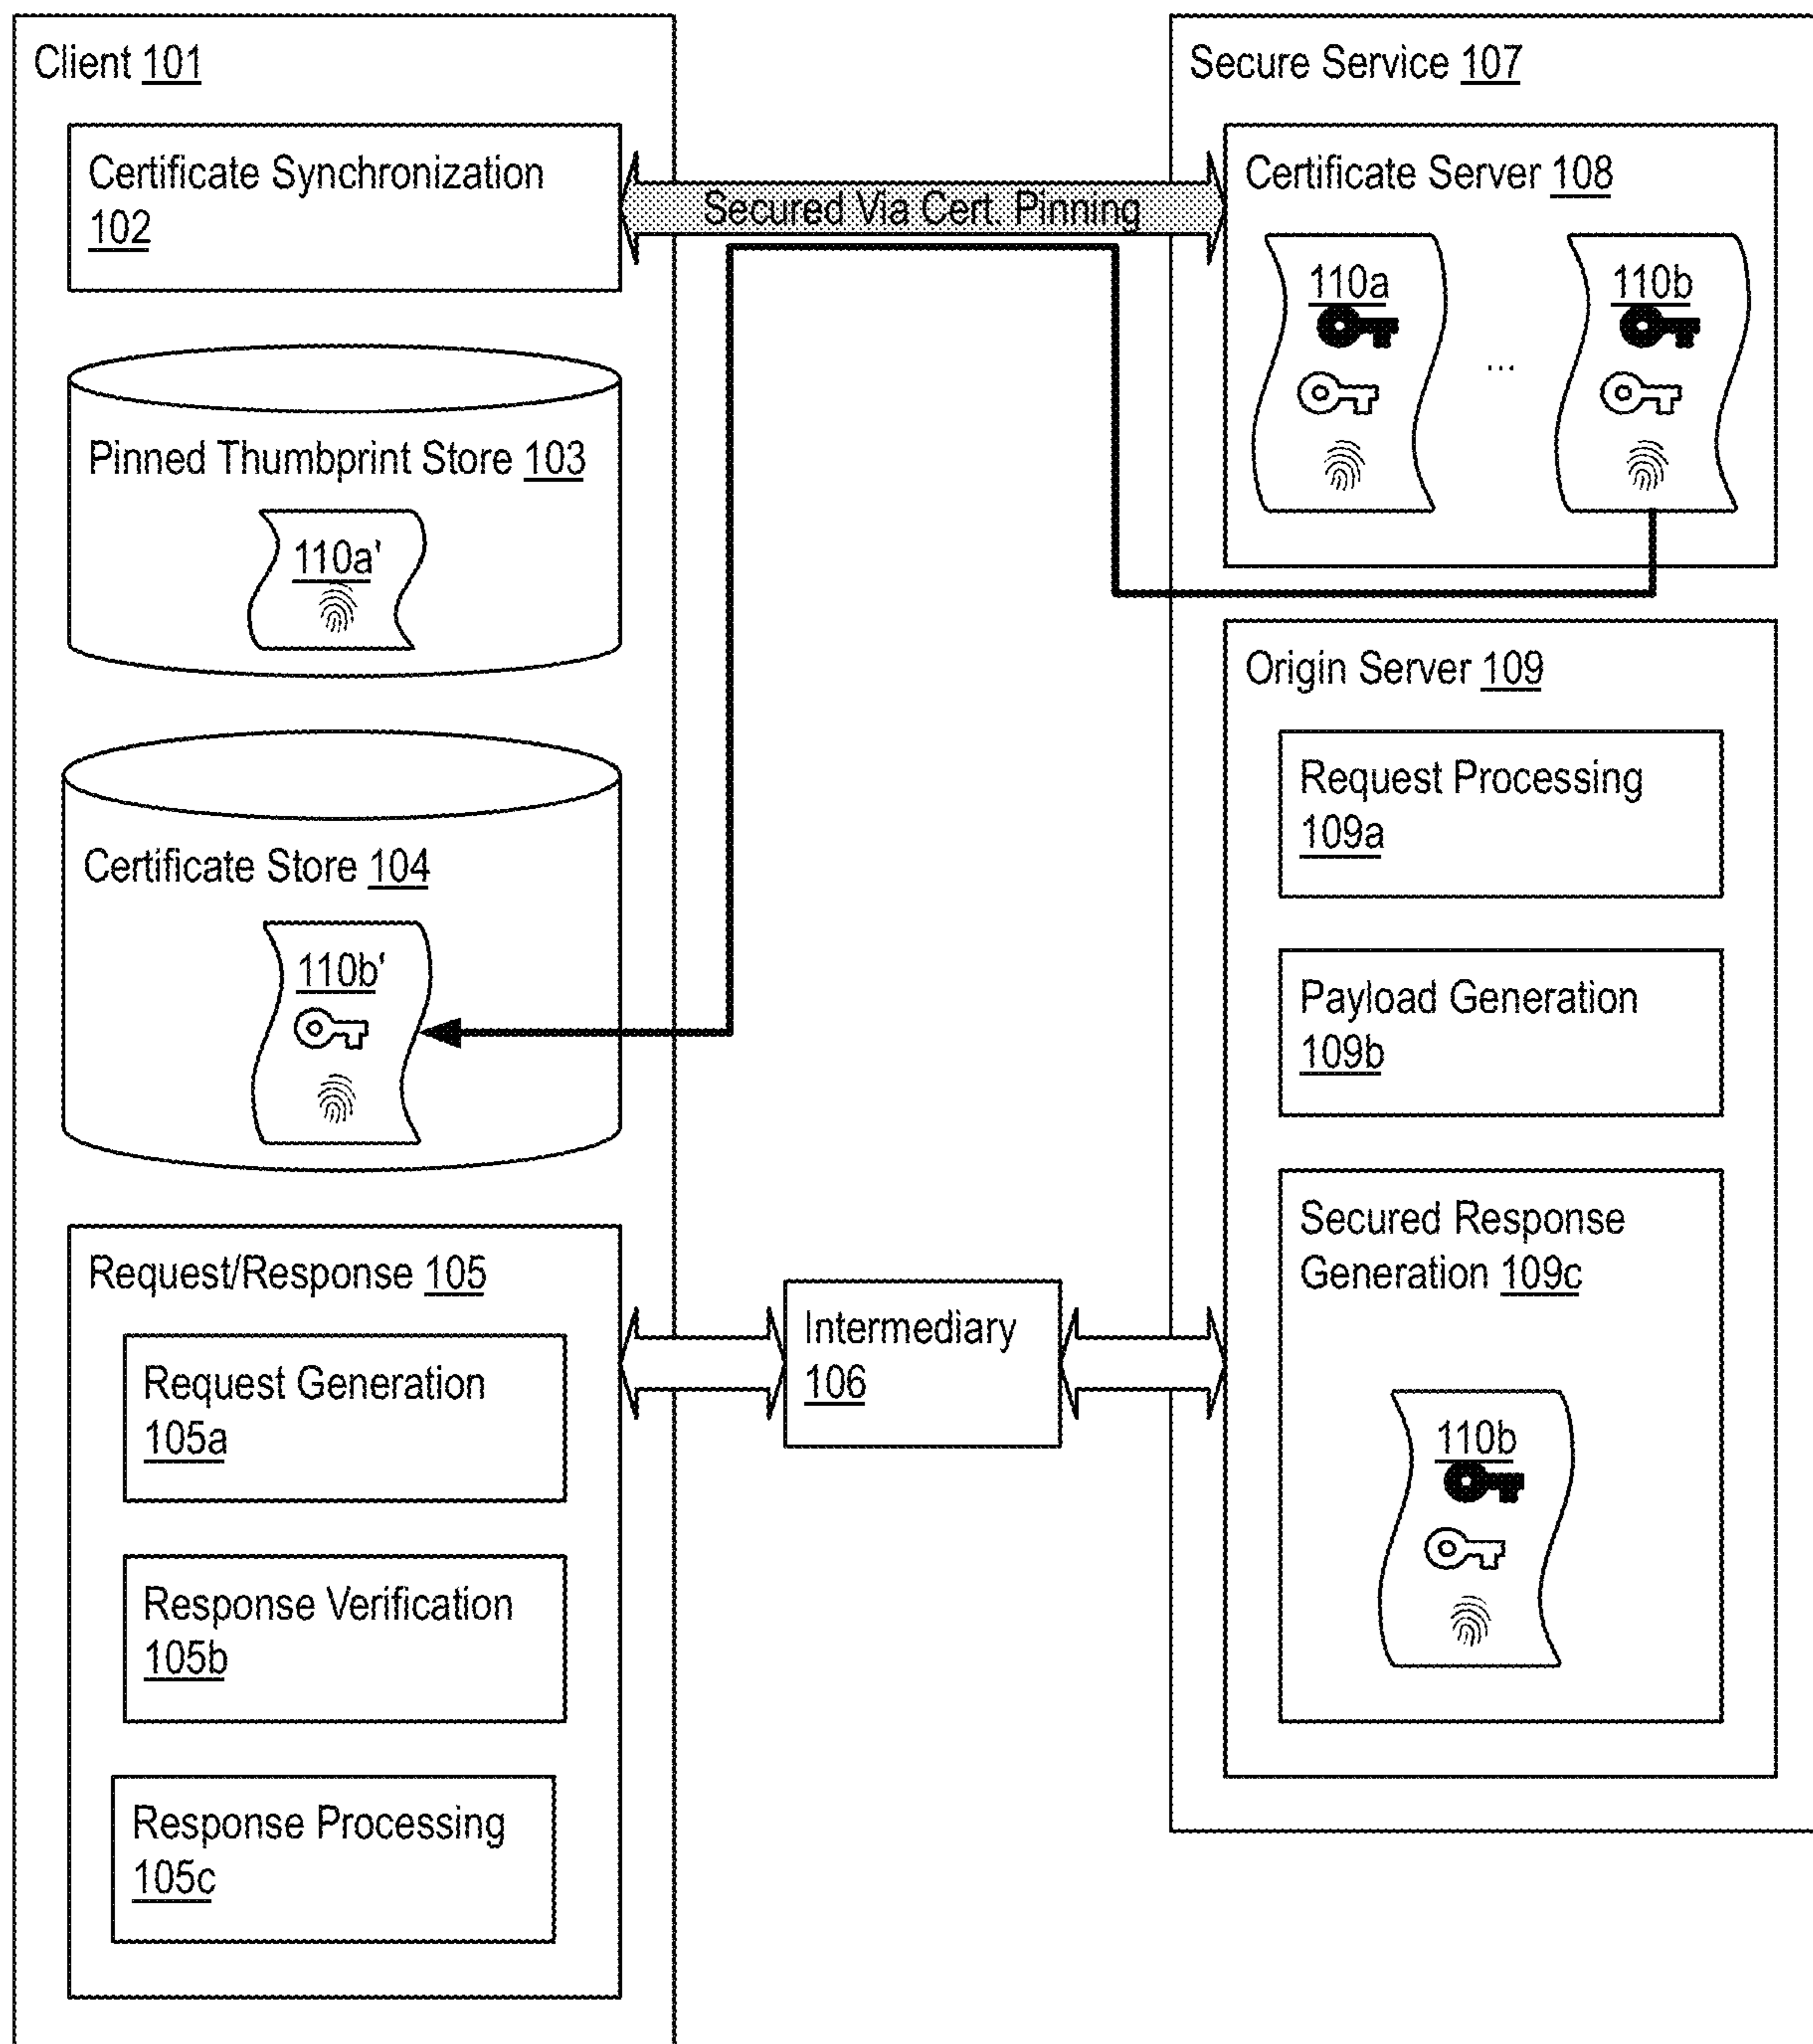 Client 101
Certificate Synchronization
102
Pinned Thumbprint Store 103
110a'
Certificate Store 104
110b'
Request/Response 105
Request Generation
105a
Response Verification
105b
Response Processing
105c
Secured Via Cert. Pinning
Intermediary
106
Secure Service 107
Certificate Server 108
110a
...
110b
Origin Server 109
Request Processing
109a
Payload Generation
109b
Secured Response
Generation 109c
110b